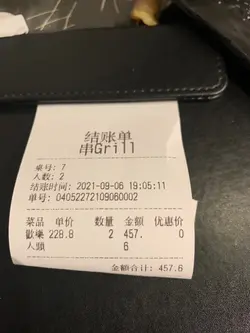 结账单
串Grill
桌号: 7
人数: 2
结账时间: 2021-09-06 19:05:11
单号: 04052272109060002
菜品 单价 数量 金额 优惠价
歡樂 228.8 2 457. 0
人頭 6
金额合计: 457.6